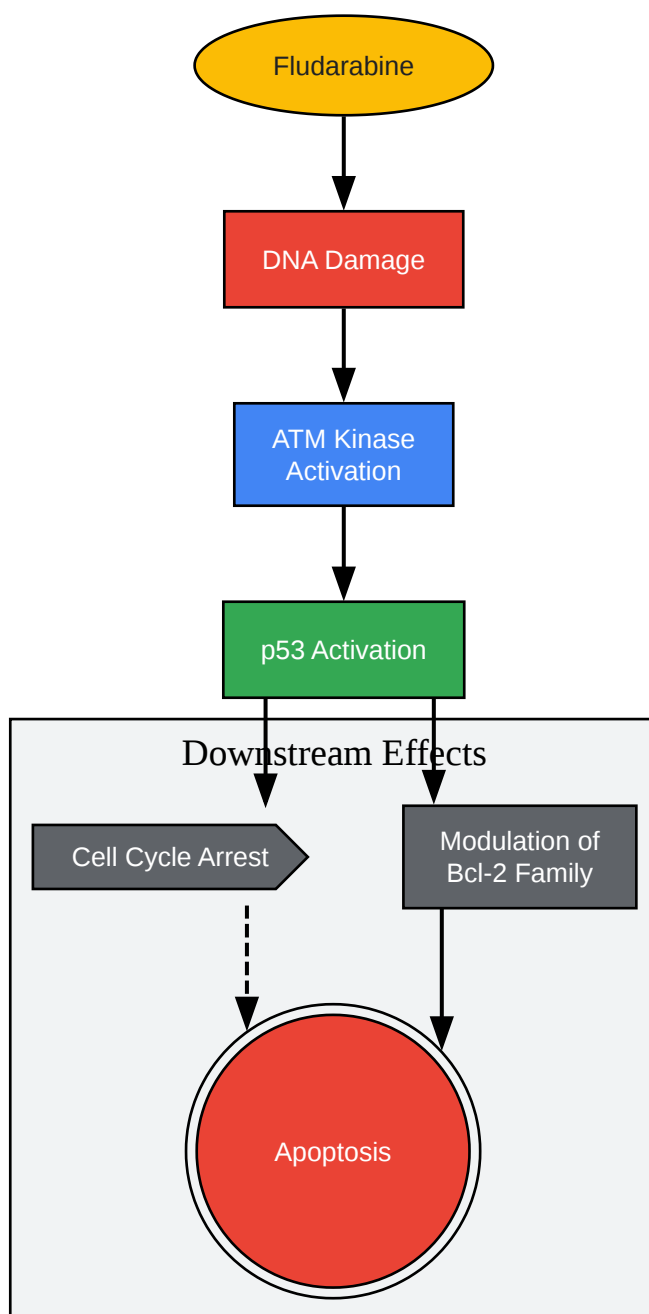 Fludarabine
DNA Damage
ATM Kinase
Activation
p53 Activation
Downstream Effects
Cell Cycle Arrest
Modulation of
Bcl-2 Family
Apoptosis